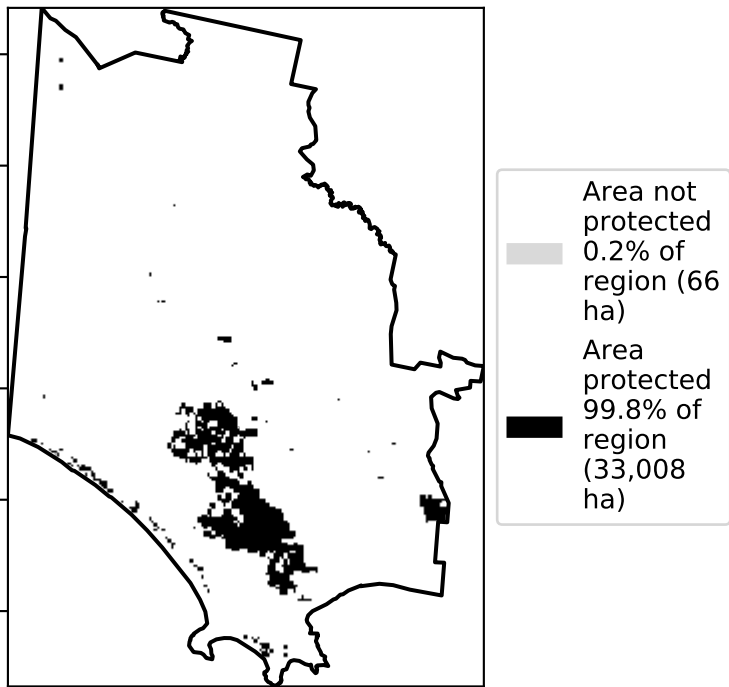 Area not
protected
0.2% of
region (66
ha)
Area
protected
99.8% of
region
(33,008
ha)